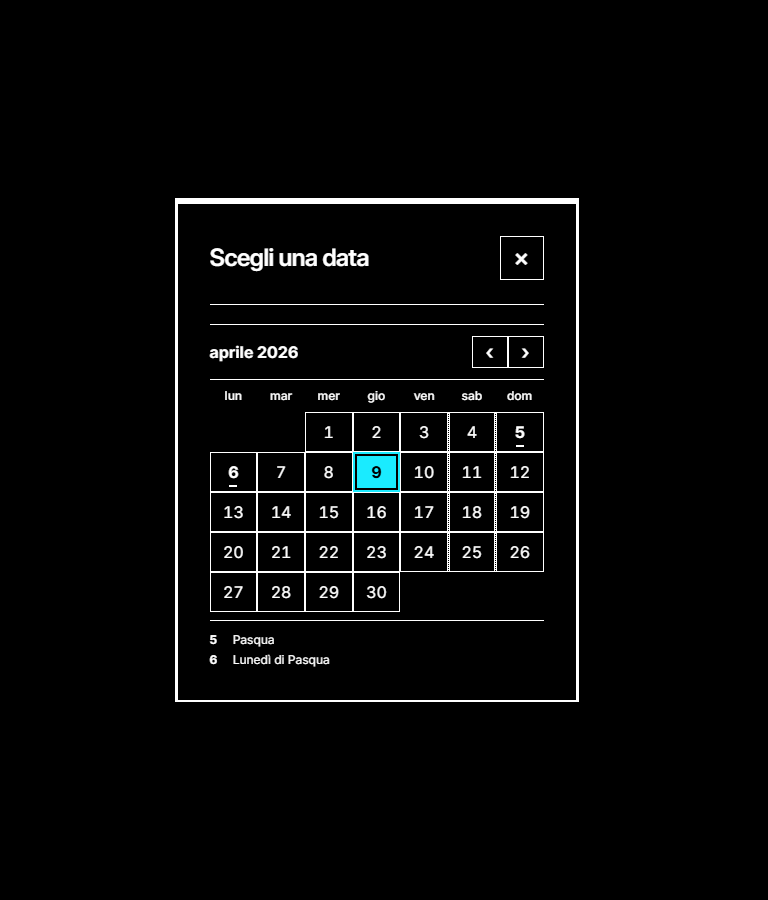 Scegli una data
×
aprile 2026
‹ ›
lun mar mer gio ven sab dom
1 2 3 4 5
6 7 8 9 10 11 12
13 14 15 16 17 18 19
20 21 22 23 24 25 26
27 28 29 30
5 Pasqua
6 Lunedì di Pasqua